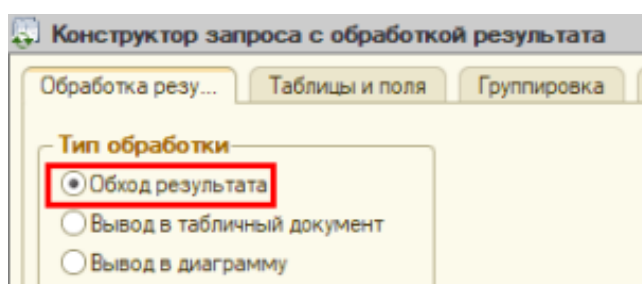 Конструктор запроса с обработкой результата
Обработка резу... Таблицы и поля Группировка
Тип обработки
Обход результата
Вывод в табличный документ
Вывод в диаграмму